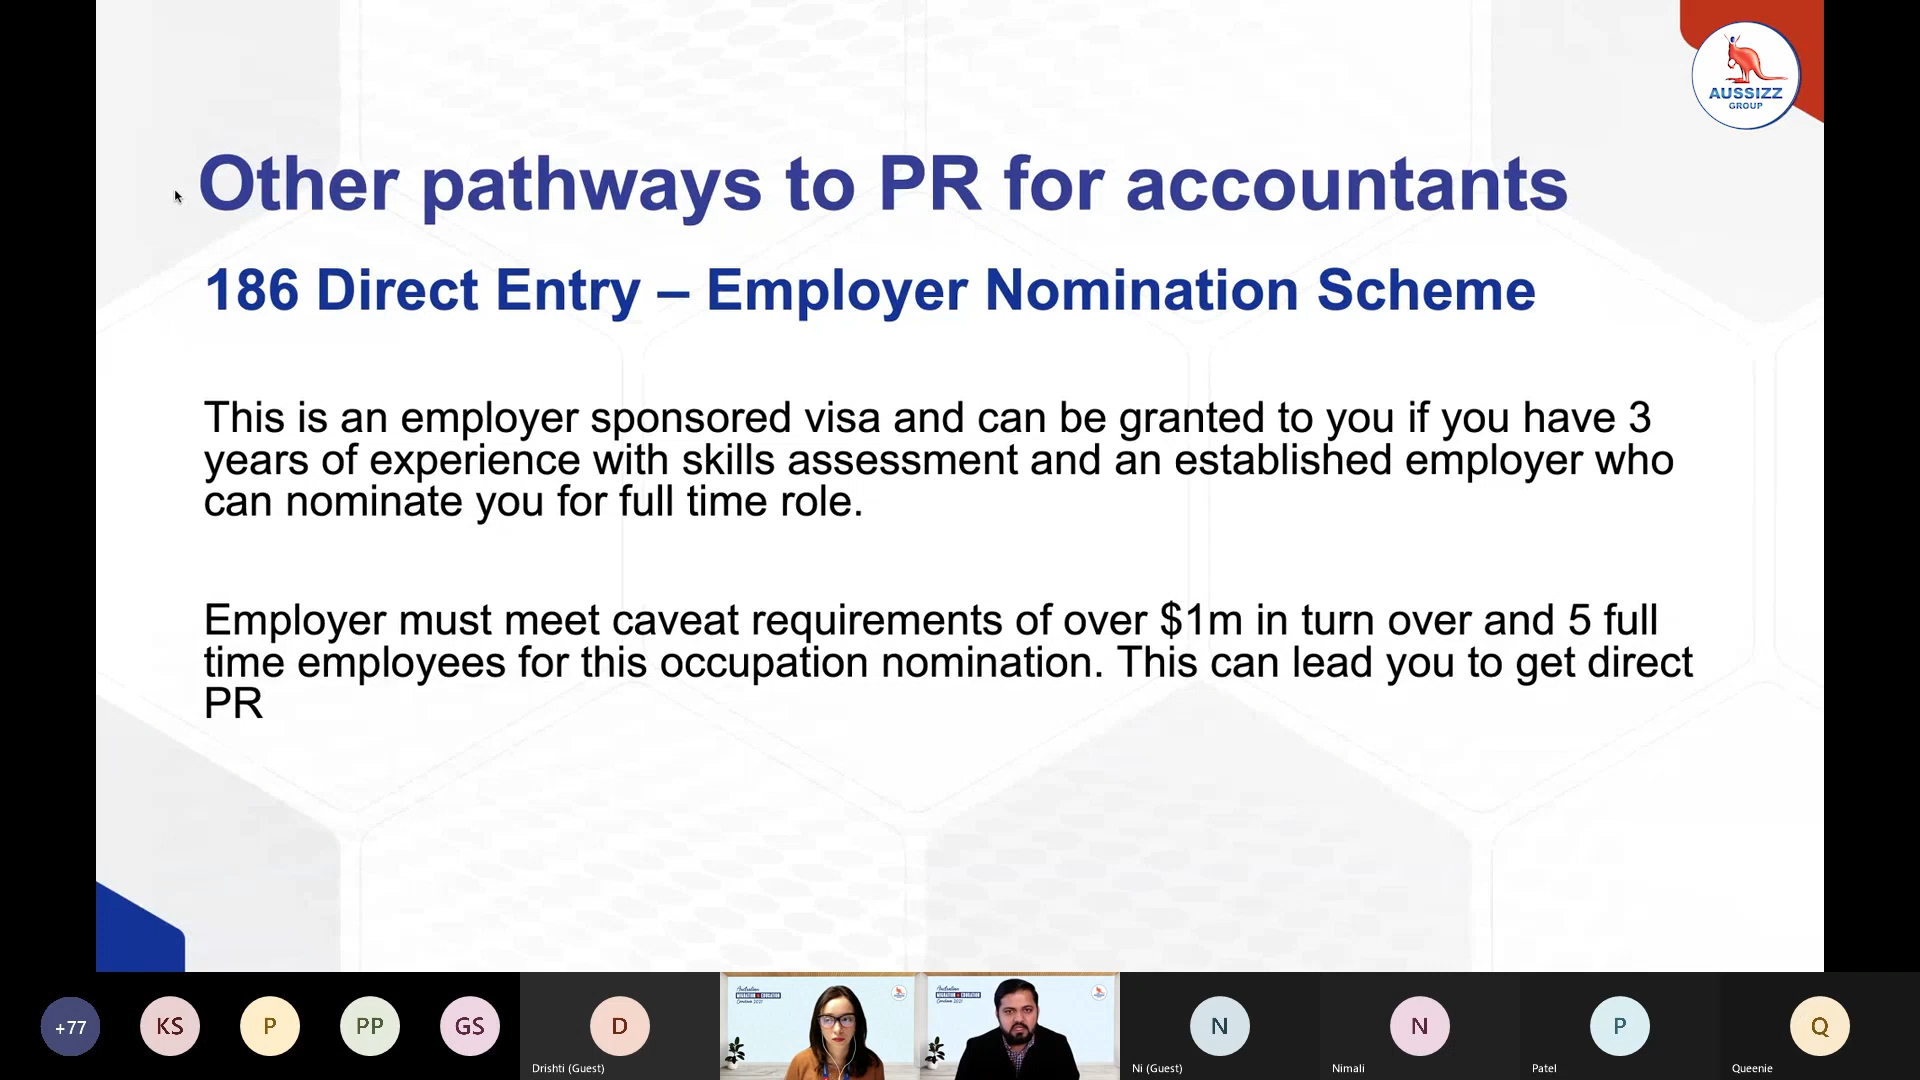 AUSSIZZ
GROUP
Other pathways to PR for accountants
186 Direct Entry – Employer Nomination Scheme
This is an employer sponsored visa and can be granted to you if you have 3
years of experience with skills assessment and an established employer who
can nominate you for full time role.
Employer must meet caveat requirements of over $1m in turn over and 5 full
time employees for this occupation nomination. This can lead you to get direct
PR
+77
KS
P
PP
GS
D
N
N
P
Q
Drishti (Guest)
Ni (Guest)
Nimali
Patel
Queenie